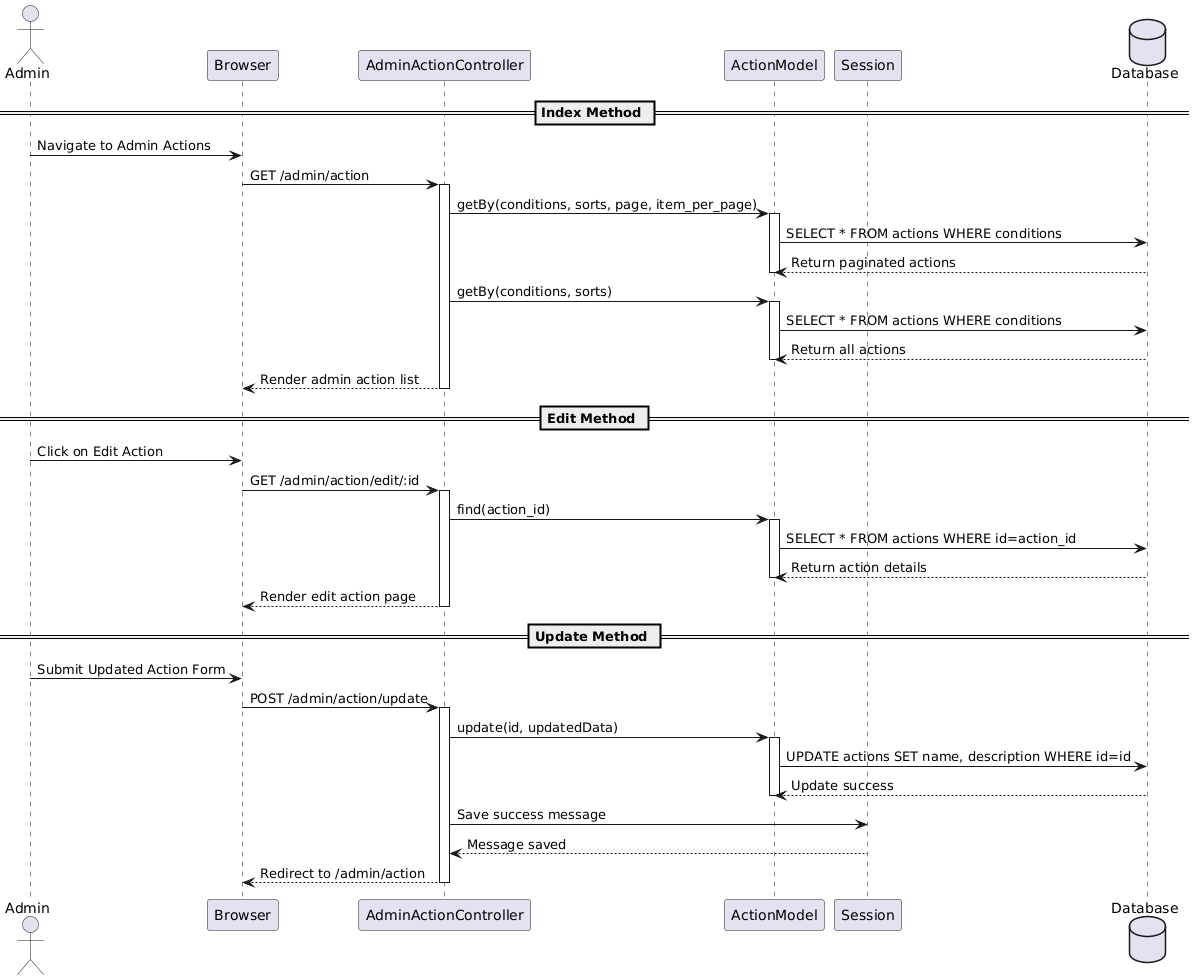 Admin
Browser
AdminActionController
ActionModel
Session
Database
Index Method
Navigate to Admin Actions
GET /admin/action
getBy(conditions, sorts, page, item_per_page)
SELECT * FROM actions WHERE conditions
Return paginated actions
getBy(conditions, sorts)
SELECT * FROM actions WHERE conditions
Return all actions
Render admin action list
Edit Method
Click on Edit Action
GET /admin/action/edit/:id
find(action_id)
SELECT * FROM actions WHERE id=action_id
Return action details
Render edit action page
Update Method
Submit Updated Action Form
POST /admin/action/update
update(id, updatedData)
UPDATE actions SET name, description WHERE id=id
Update success
Save success message
Message saved
Redirect to /admin/action
Admin
Browser
AdminActionController
ActionModel
Session
Database